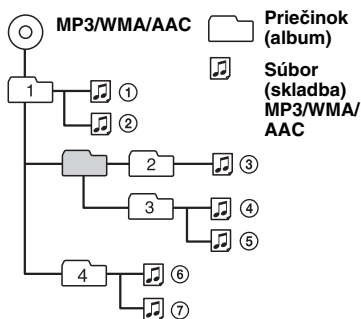 MP3/WMA/AAC
Priečinok
(album)
Súbor
(skladba)
MP3/WMA/
AAC
1
①
②
2
③
3
④
⑤
4
⑥
⑦